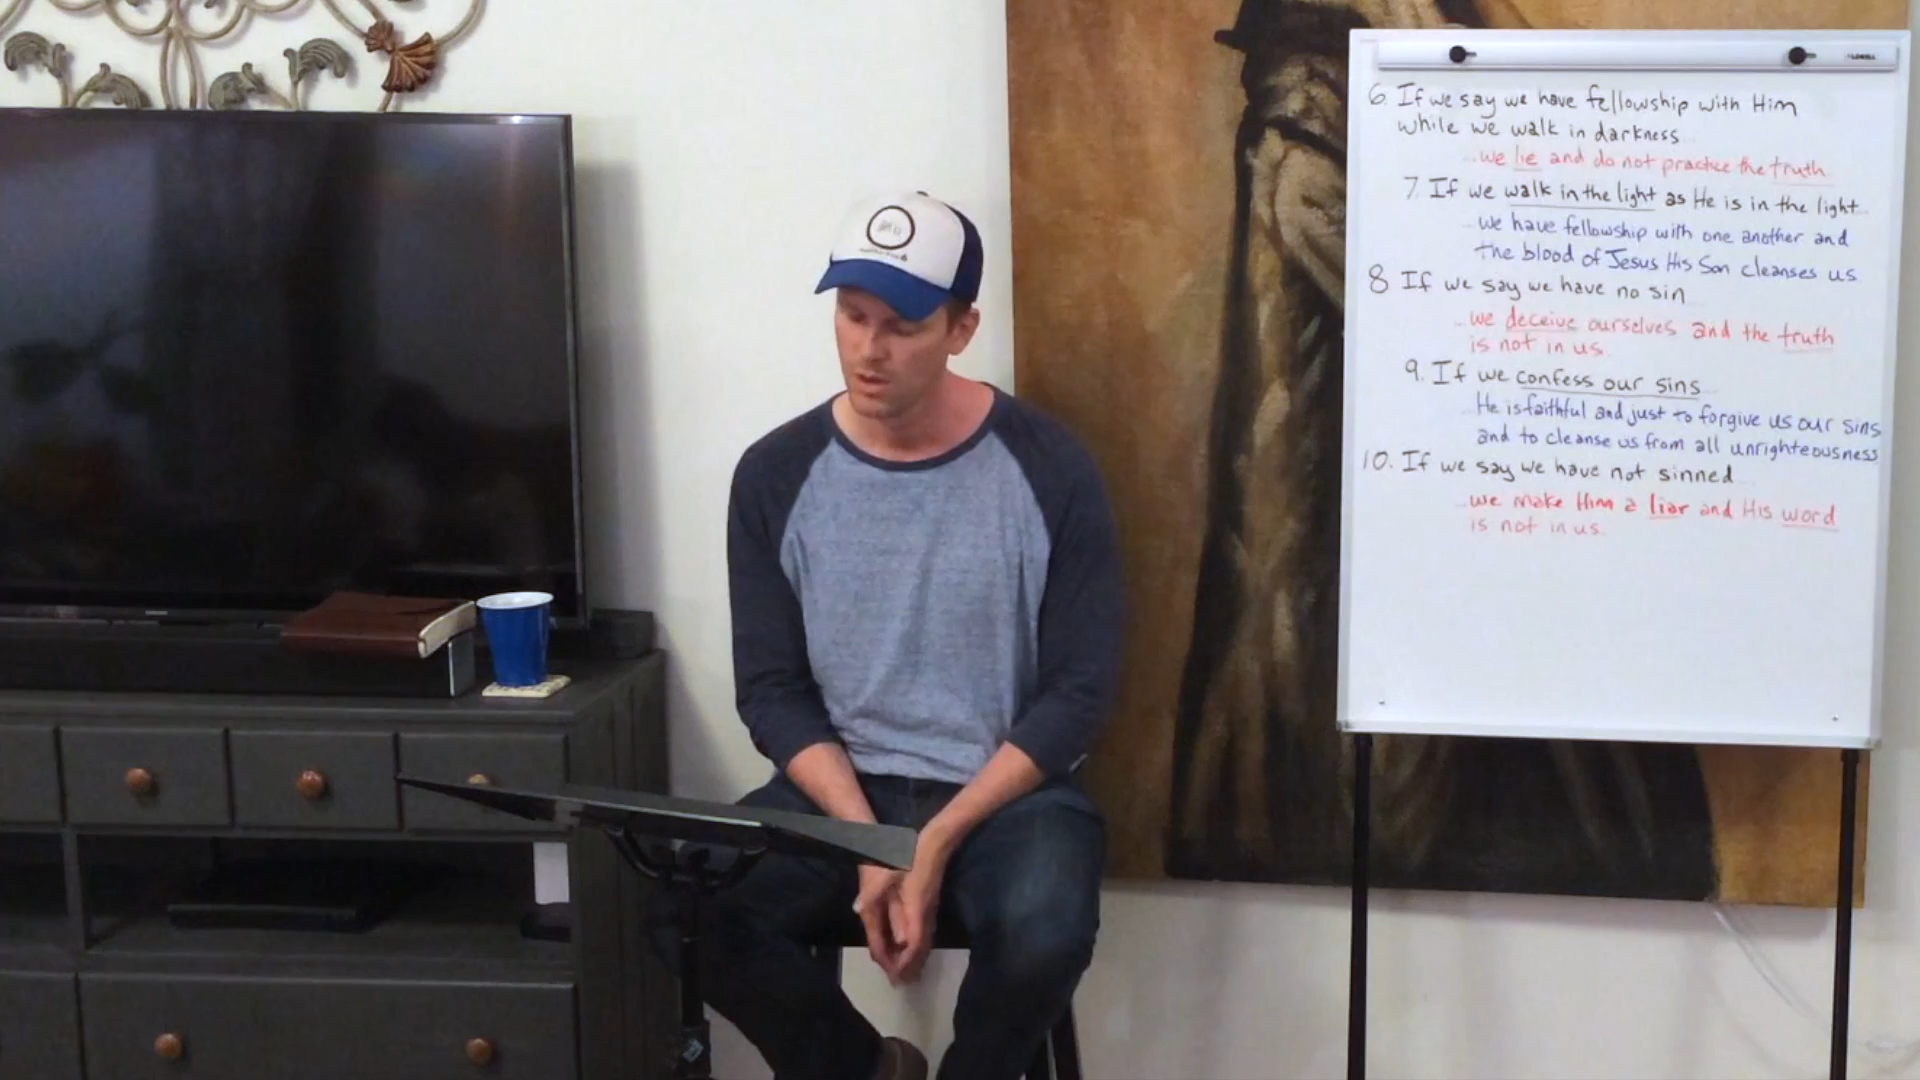 6. If we say we have fellowship with Him
while we walk in darkness...
...we lie and do not practice the truth.
7. If we walk in the light as He is in the light...
...we have fellowship with one another and
the blood of Jesus His Son cleanses us
8 If we say we have no sin
...we deceive ourselves and the truth
is not in us.
9. If we confess our sins...
...He is faithful and just to forgive us our sins
and to cleanse us from all unrighteousness
10. If we say we have not sinned...
...we make Him a liar and His word
is not in us.